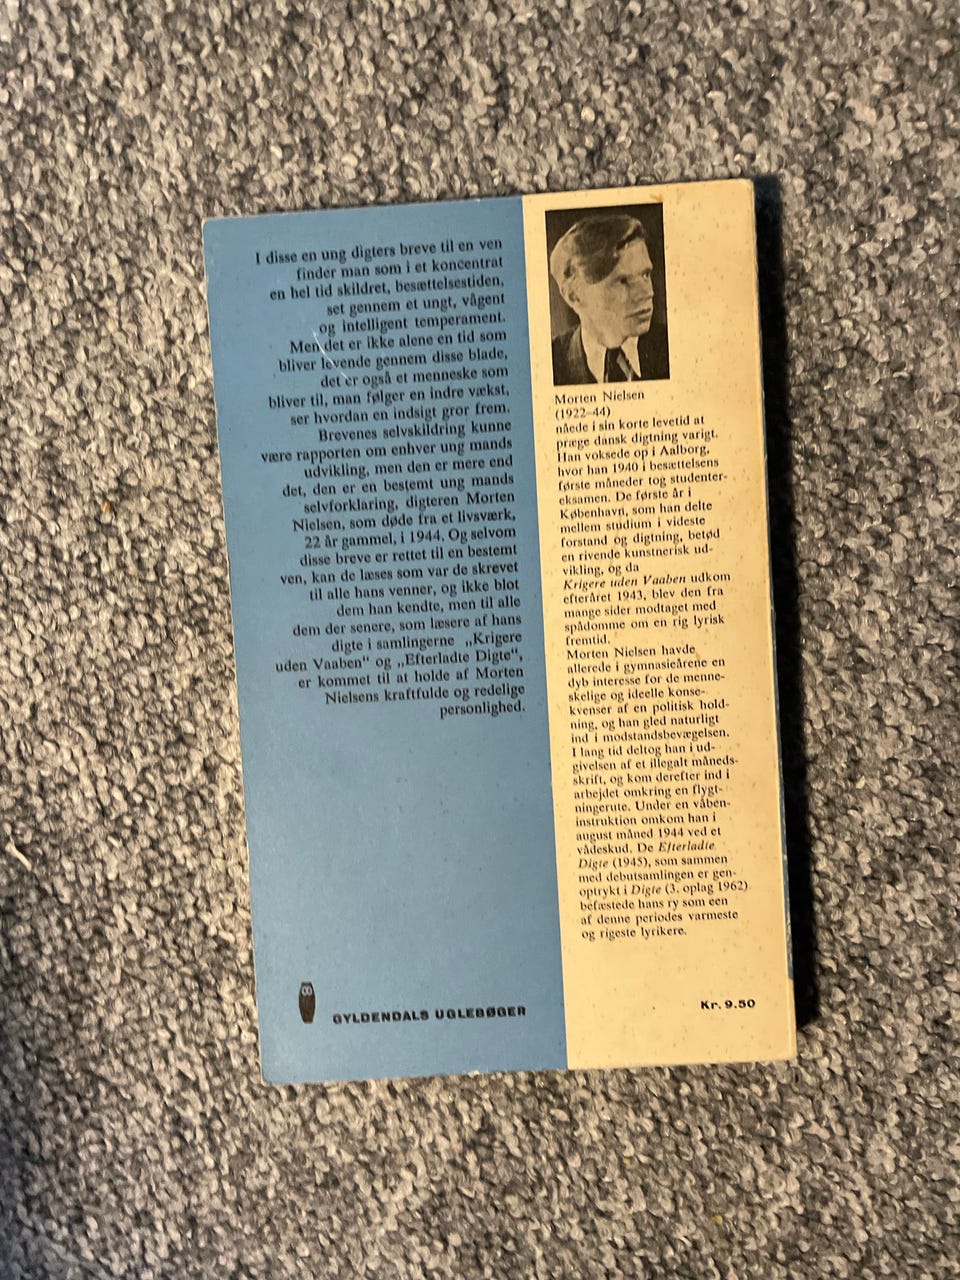 I disse en ung digters breve til en ven
finder man som i et koncentrat
en hel tid skildret, besættelsestiden,
set gennem et ungt, vågent
og intelligent temperament.
Men det er ikke alene en tid som
bliver levende gennem disse blade,
det er også et menneske som
bliver til, man følger en indre vækst,
ser hvordan en indsigt gror frem.
Brevenes selvskildring kunne
være rapporten om enhver ung mands
udvikling, men den er mere end
det, den er en bestemt ung mands
selvforklaring, digteren Morten
Nielsen, som døde fra et livsværk,
22 år gammel, i 1944. Og selvom
disse breve er rettet til en bestemt
ven, kan de læses som var de skrevet
til alle hans venner, og ikke blot
dem han kendte, men til alle
dem der senere, som læsere af hans
digte i samlingerne „Krigere
uden Vaaben“ og „Efterladte Digte“,
er kommet til at holde af Morten
Nielsens kraftfulde og redelige
personlighed.
GYLDENDALS UGLEBØGER
Morten Nielsen
(1922-44)
nåede i sin korte levetid at
præge dansk digtning varigt.
Han voksede op i Aalborg,
hvor han 1940 i besættelsens
første måneder tog studenter-
eksamen. De første år i
København, som han delte
mellem studium i videste
forstand og digtning, betød
en rivende kunstnerisk ud-
vikling, og da
Krigere uden Vaaben udkom
efteråret 1943, blev den fra
mange sider modtaget med
spådomme om en rig lyrisk
fremtid.
Morten Nielsen havde
allerede i gymnasieårene en
dyb interesse for de menne-
skelige og ideelle konse-
kvenser af en politisk hold-
ning, og han gled naturligt
ind i modstandsbevægelsen.
I lang tid deltog han i ud-
givelsen af et illegalt måneds-
skrift, og kom derefter ind i
arbejdet omkring en flygt-
ningerute. Under en våben-
instruktion omkom han i
august måned 1944 ved et
vådeskud. De Efterladte
Digte (1945), som sammen
med debutsamlingen er gen-
optrykt i Digte (3. oplag 1962)
befæstede hans ry som een
af denne periodes varmeste
og rigeste lyrikere.
Kr. 9.50